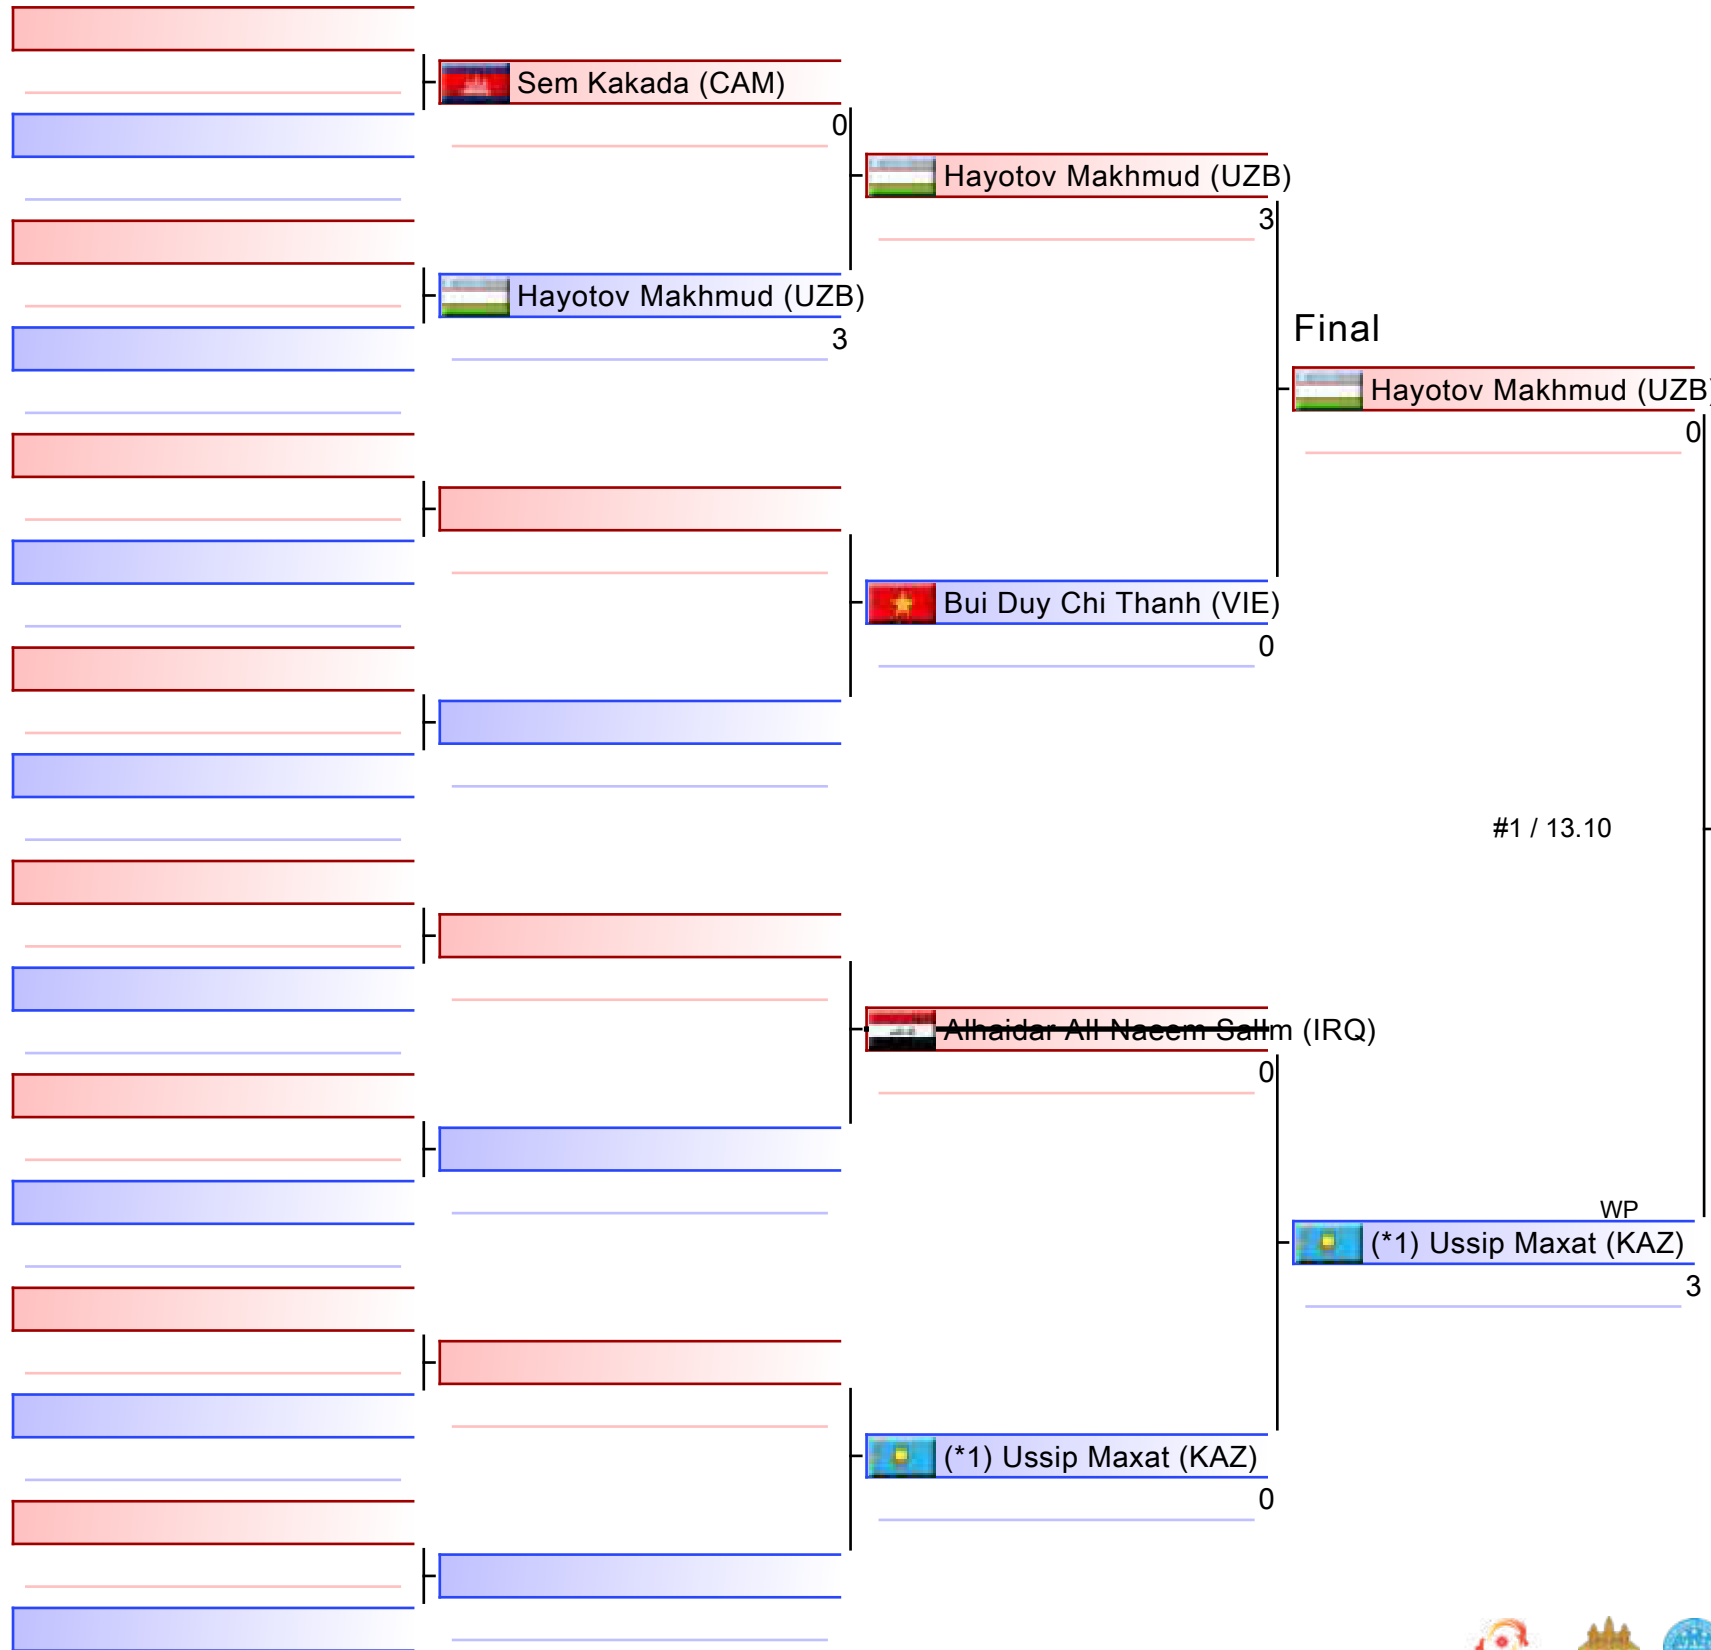 Sem Kakada (CAM)
0
Hayotov Makhmud (UZB)
3
Hayotov Makhmud (UZB)
3
Bui Duy Chi Thanh (VIE)
0
Alhaidar Ali Naeem Salim (IRQ)
0
(*1) Ussip Maxat (KAZ)
0
Final
Hayotov Makhmud (UZB)
0
#1 / 13.10
WP
(*1) Ussip Maxat (KAZ)
3